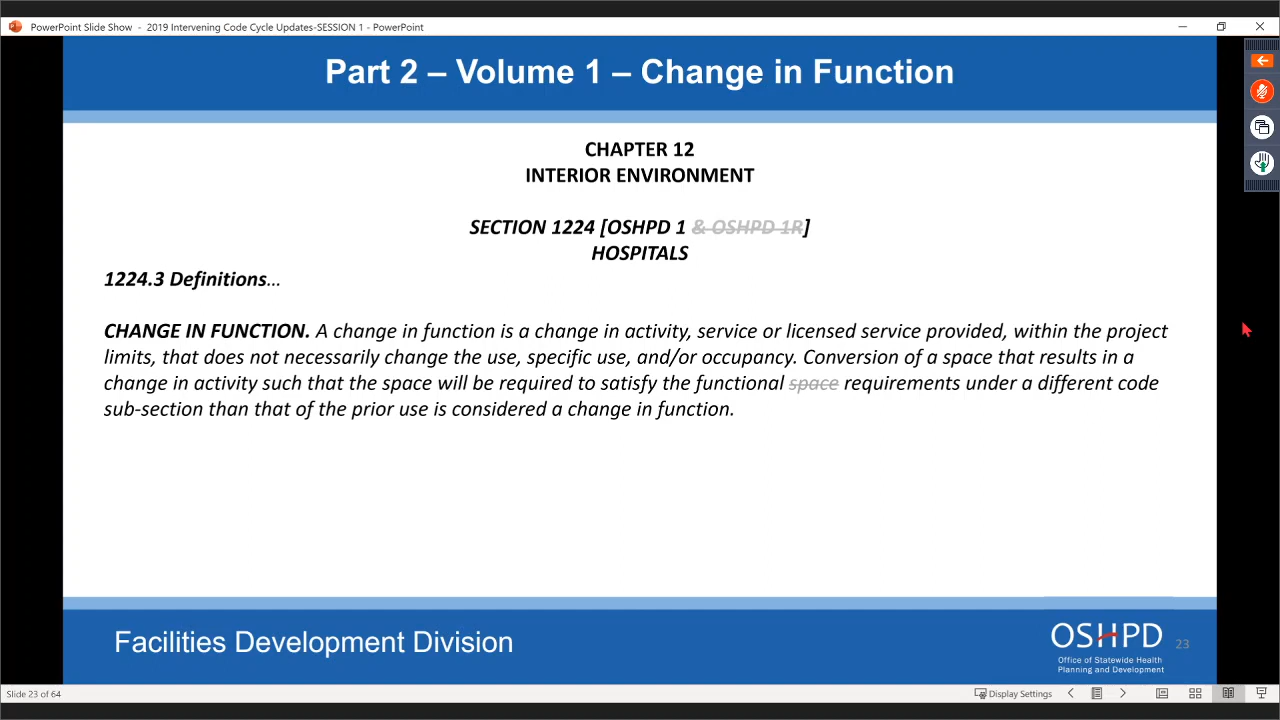 PowerPoint Slide Show - 2019 Intervening Code Cycle Updates-SESSION 1 - PowerPoint
Part 2 – Volume 1 – Change in Function
CHAPTER 12
INTERIOR ENVIRONMENT
SECTION 1224 [OSHPD 1 & OSHPD 1R]
HOSPITALS
1224.3 Definitions…
CHANGE IN FUNCTION. A change in function is a change in activity, service or licensed service provided, within the project
limits, that does not necessarily change the use, specific use, and/or occupancy. Conversion of a space that results in a
change in activity such that the space will be required to satisfy the functional space requirements under a different code
sub-section than that of the prior use is considered a change in function.
Facilities Development Division
OSHPD
Office of Statewide Health
Planning and Development
23
Slide 23 of 64
Display Settings